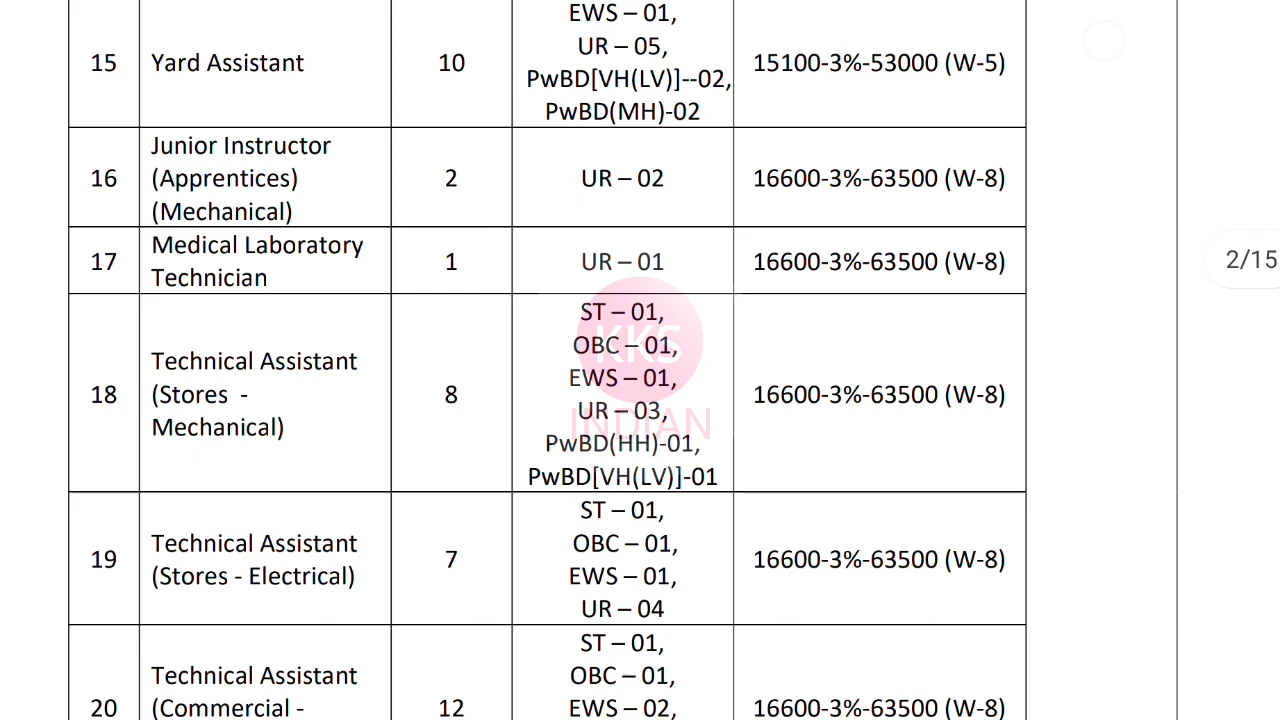 EWS – 01,
15 Yard Assistant 10 UR – 05, 15100-3%-53000 (W-5)
PwBD[VH(LV)]--02,
PwBD(MH)-02
16 Junior Instructor (Apprentices) (Mechanical) 2 UR – 02 16600-3%-63500 (W-8)
17 Medical Laboratory Technician 1 UR – 01 16600-3%-63500 (W-8)
2/15
18 Technical Assistant (Stores - Mechanical) 8 16600-3%-63500 (W-8)
ST – 01,
OBC – 01,
EWS – 01,
UR – 03,
PwBD(HH)-01,
PwBD[VH(LV)]-01
KKS
INDIAN
19 Technical Assistant (Stores - Electrical) 7 16600-3%-63500 (W-8)
ST – 01,
OBC – 01,
EWS – 01,
UR – 04
20 Technical Assistant (Commercial - 12 16600-3%-63500 (W-8)
ST – 01,
OBC – 01,
EWS – 02,